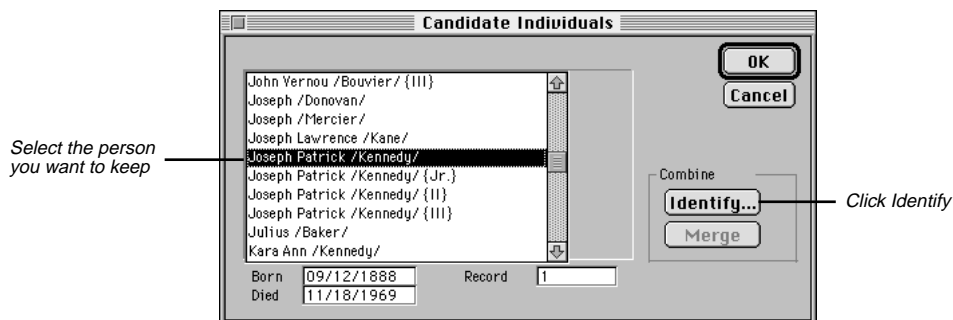 Candidate Individuals
John Vernou /Bouvier/ {III}
Joseph /Donovan/
Joseph /Mercier/
Joseph Lawrence /Kane/
Joseph Patrick /Kennedy/
Joseph Patrick /Kennedy/ {Jr.}
Joseph Patrick /Kennedy/ {II}
Joseph Patrick /Kennedy/ {III}
Julius /Baker/
Kara Ann /Kennedy/
OK
Cancel
Select the person
you want to keep
Combine
Identify...
Merge
Click Identify
Born 09/12/1888 Record 1
Died 11/18/1969